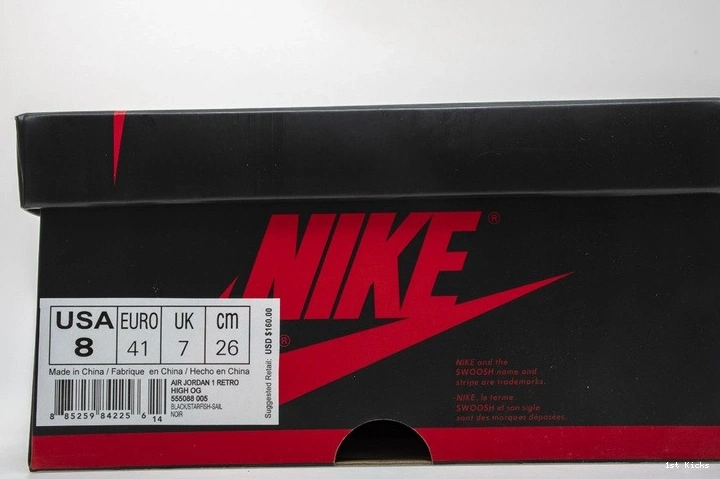 NIKE ®
®
USA EURO UK cm
8 41 7 26
Made in China / Fabrique en China / Hecho en China
AIR JORDAN 1 RETRO
HIGH OG
555088 005
BLACK/STARFISH-SAIL
NOIR
8 85259 84225 6 14
Suggested Retail: USD $160.00
NIKE and the
SWOOSH name and
stripe are trademarks.
NIKE, le terme
SWOOSH et son sigle
sont des marques déposées.
1st Kicks